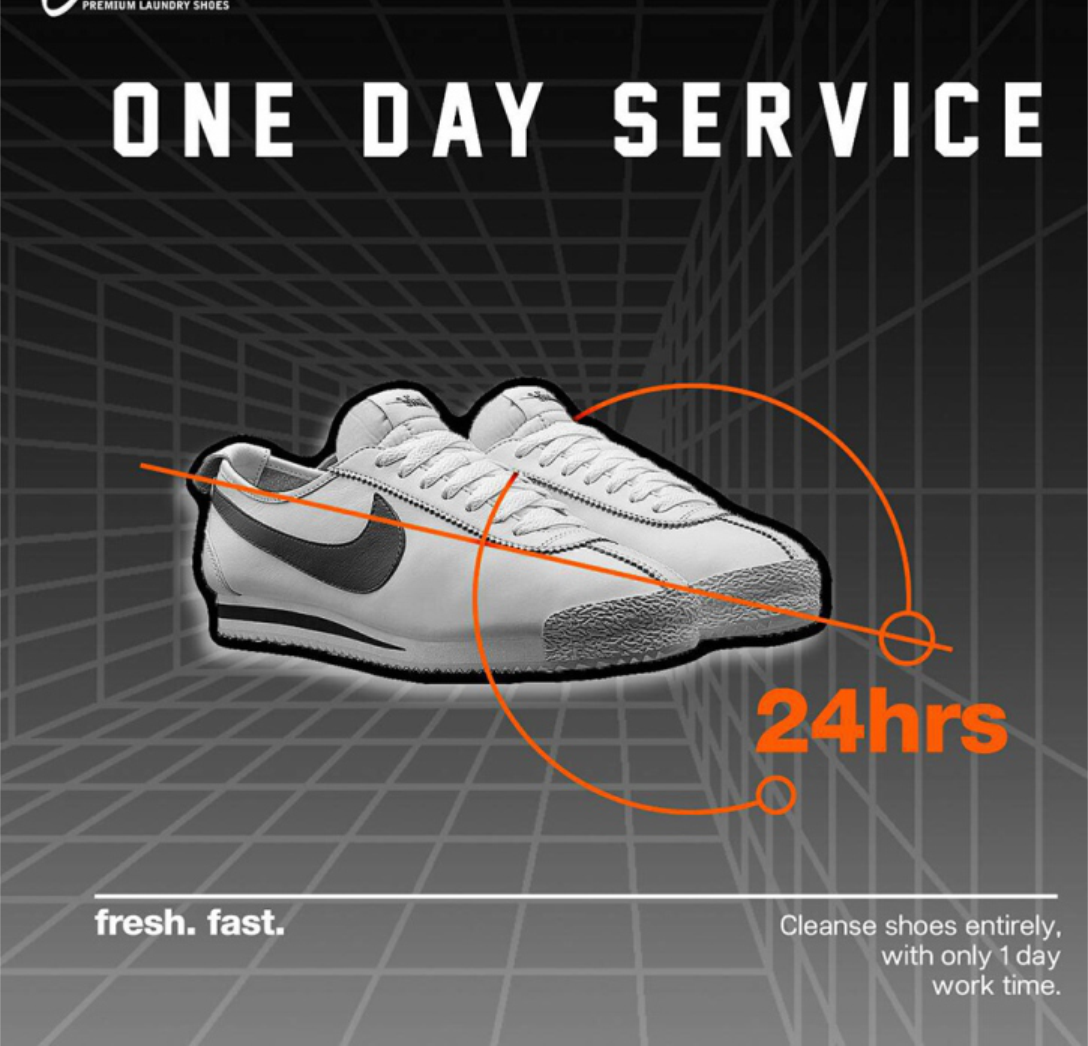 PREMIUM LAUNDRY SHOES
ONE DAY SERVICE
24hrs
fresh. fast.
Cleanse shoes entirely,
with only 1 day
work time.